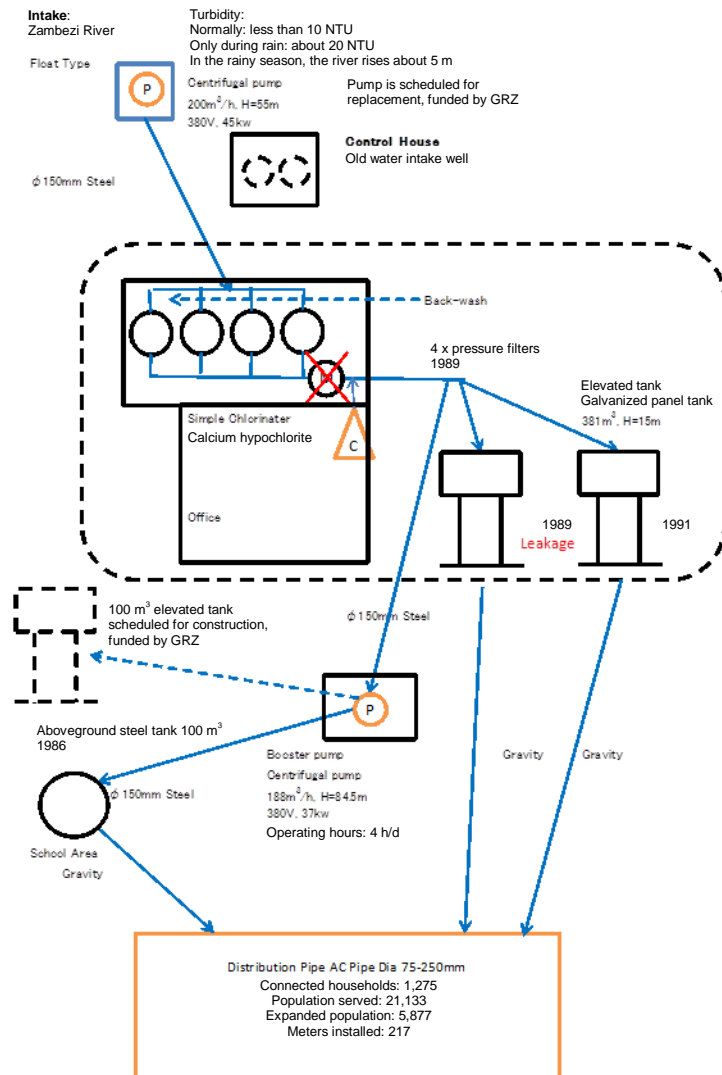 Intake:
Zambezi River
Turbidity:
Normally: less than 10 NTU
Only during rain: about 20 NTU
In the rainy season, the river rises about 5 m
Float Type
P
Centrifugal pump
200m³/h, H=55m
380V, 45kw
Pump is scheduled for
replacement, funded by GRZ
Control House
Old water intake well
ϕ150mm Steel
Back-wash
4 x pressure filters
1989
Elevated tank
Galvanized panel tank
381m³, H=15m
Simple Chlorinater
Calcium hypochlorite
C
Office
1989
Leakage
1991
100 m³ elevated tank
scheduled for construction,
funded by GRZ
ϕ150mm Steel
P
Aboveground steel tank 100 m³
1986
Booster pump
Centrifugal pump
188m³/h, H=84.5m
380V, 37kw
Operating hours: 4 h/d
Gravity
Gravity
ϕ150mm Steel
School Area
Gravity
Distribution Pipe AC Pipe Dia 75-250mm
Connected households: 1,275
Population served: 21,133
Expanded population: 5,877
Meters installed: 217